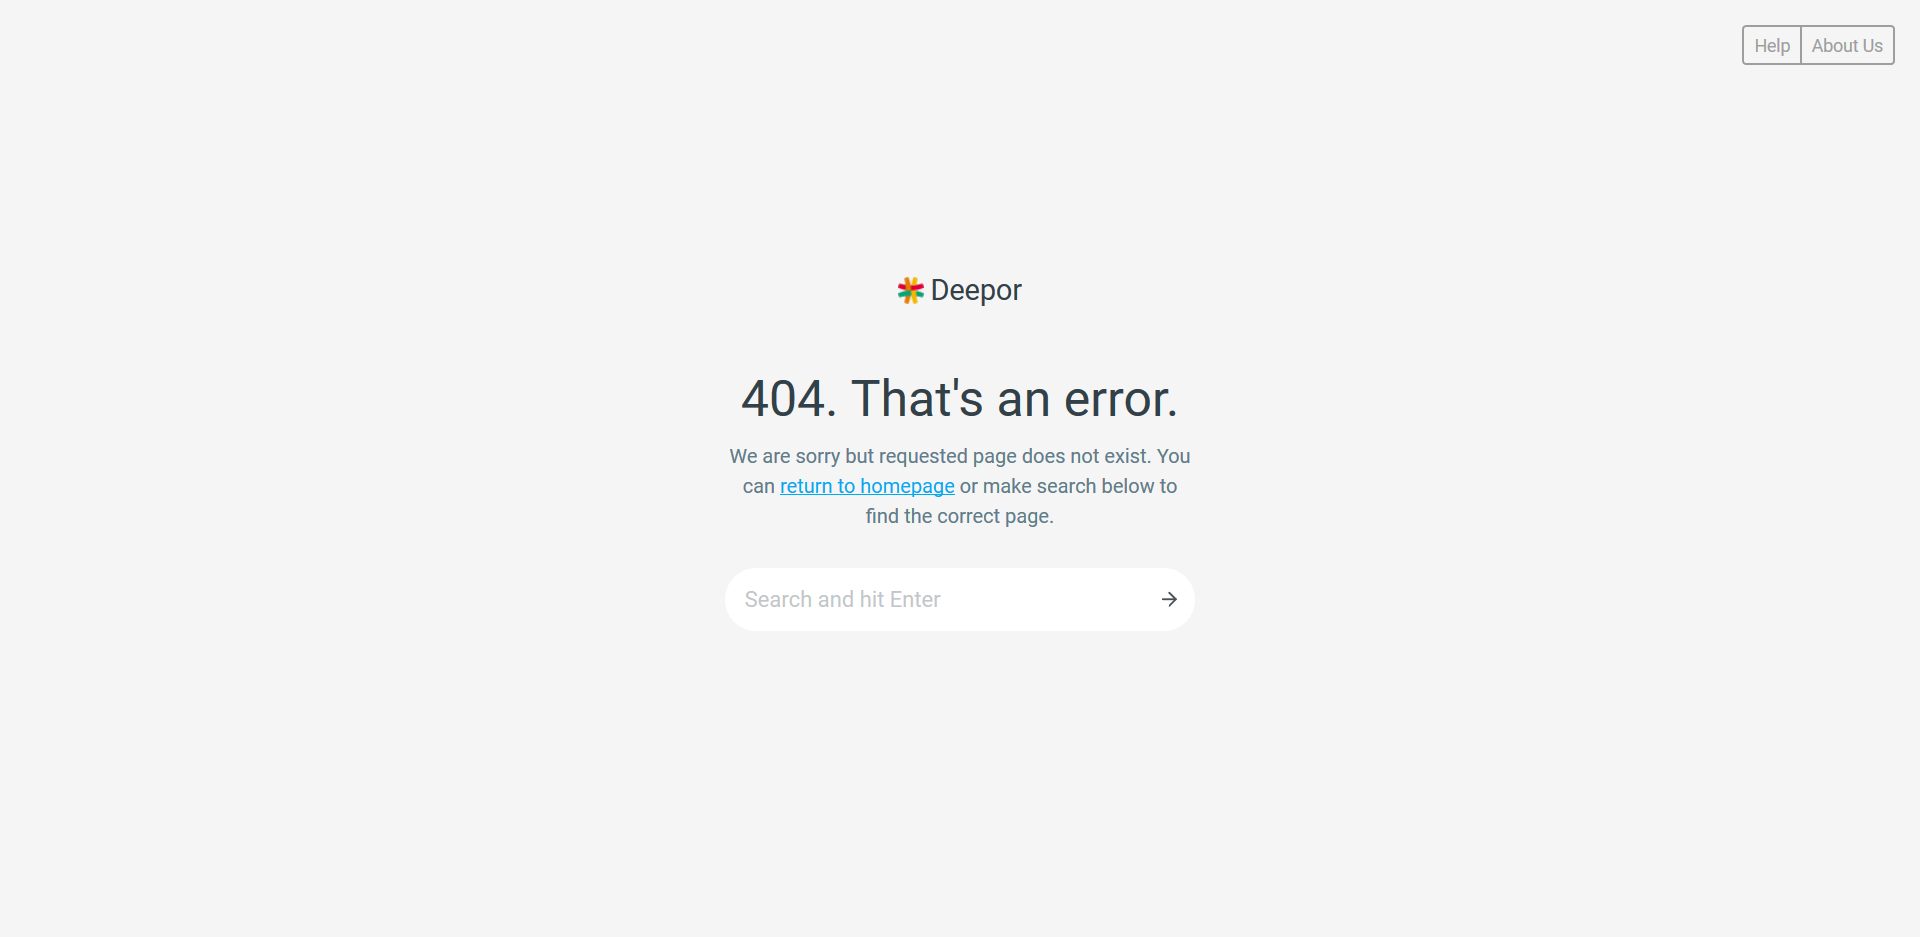 Help
About Us
Deepor
404. That's an error.
We are sorry but requested page does not exist. You
can return to homepage or make search below to
find the correct page.
Search and hit Enter